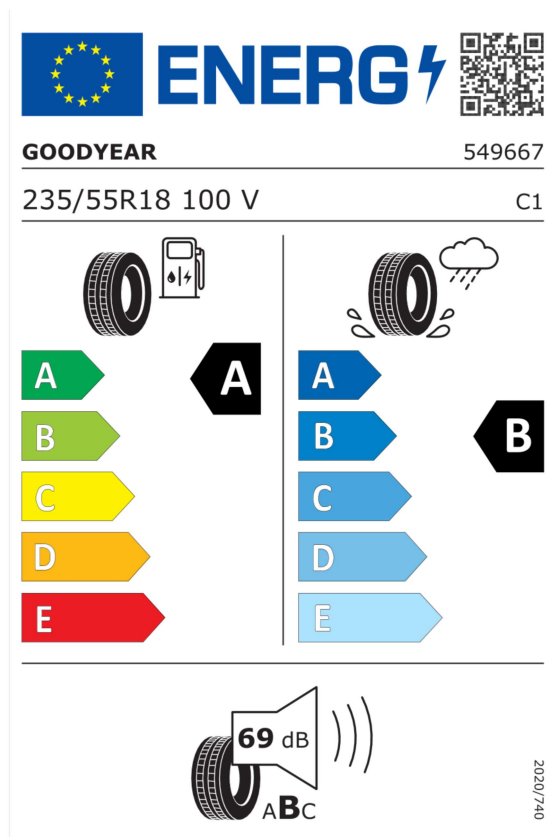 ENERG
GOODYEAR 549667
235/55R18 100 V C1
A A
B
C
D
E
A
B B
C
D
E
69 dB
ABC
2020/740